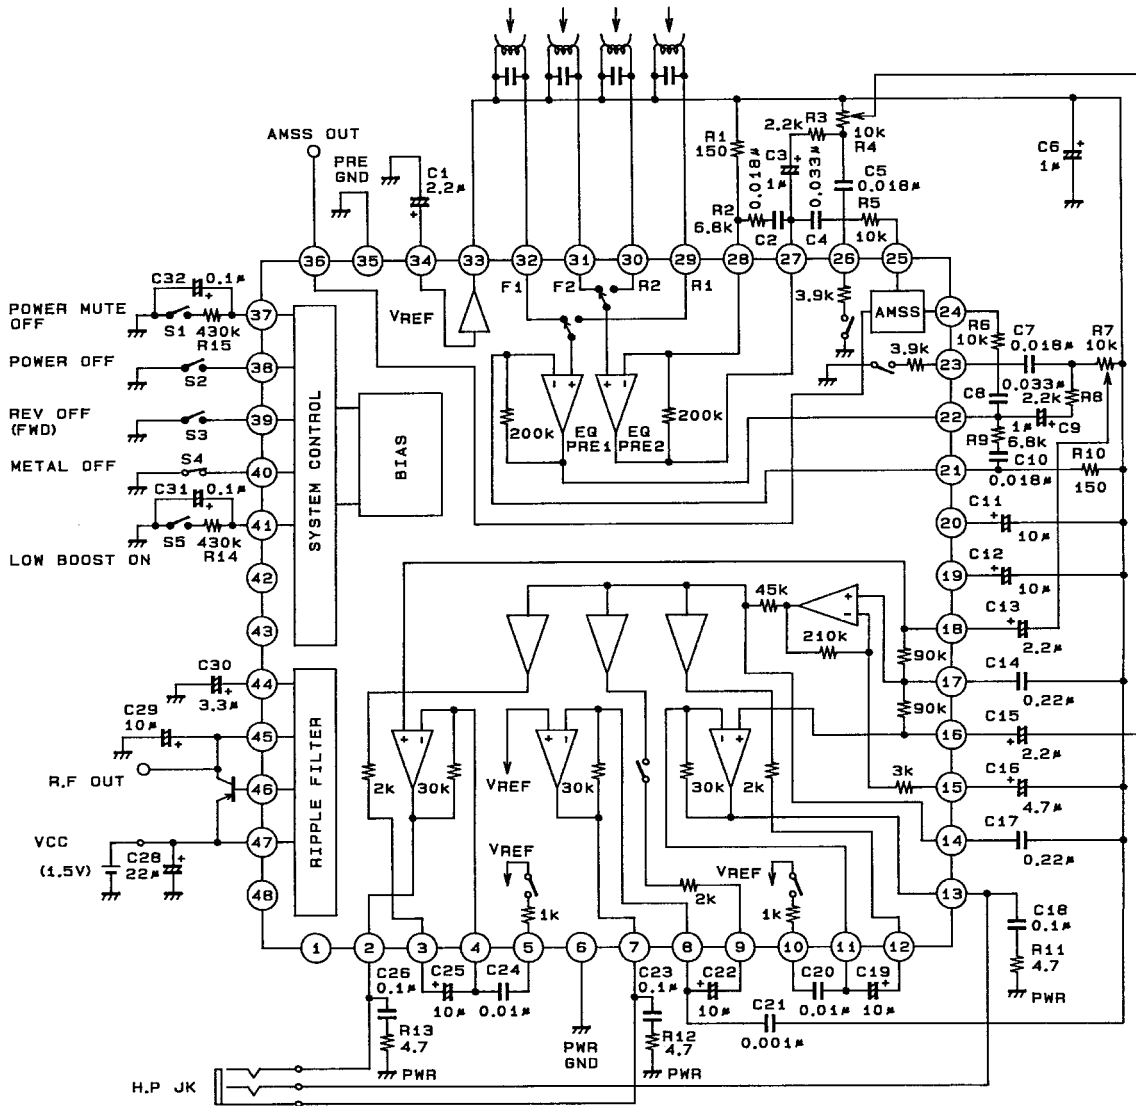 AMSS OUT
PRE
GND
C1
2.2μ
R1
150
0.018μ
C3
1μ
2.2k
R3
0.033μ
10k
R4
C5
0.018μ
R5
10k
C6
1μ
R2
6.8k
C2
C4
36
35
34
33
32
31
30
29
28
27
26
25
C32
0.1μ
POWER MUTE
OFF
S1
430k
R15
37
VREF
F1
F2
R2
R1
3.9k
AMSS
24
R6
10k
C7
0.018μ
R7
10k
POWER OFF
S2
38
3.9k
23
C8
0.033μ
2.2k
R8
REV OFF
(FWD)
S3
39
200k
EQ
PRE1
EQ
PRE2
200k
22
1μ
C9
R9
6.8k
METAL OFF
S4
40
SYSTEM CONTROL
BIAS
21
C10
0.018μ
R10
150
C31
0.1μ
S5
430k
R14
41
LOW BOOST ON
20
C11
10μ
42
19
C12
10μ
43
45k
210k
18
C13
2.2μ
90k
17
C14
0.22μ
90k
C30
3.3μ
44
16
C15
2.2μ
C29
10μ
45
R.F OUT
46
RIPPLE FILTER
2k
30k
VREF
30k
30k
2k
3k
15
C16
4.7μ
VCC
(1.5V)
C28
22μ
47
14
C17
0.22μ
48
VREF
1k
2k
VREF
1k
13
C18
0.1μ
R11
4.7
PWR
1
2
3
4
5
6
7
8
9
10
11
12
C26
0.1μ
C25
10μ
C24
0.01μ
C23
0.1μ
C22
10μ
C21
0.001μ
C20
0.01μ
C19
10μ
R13
4.7
PWR
PWR
GND
R12
4.7
PWR
H.P JK